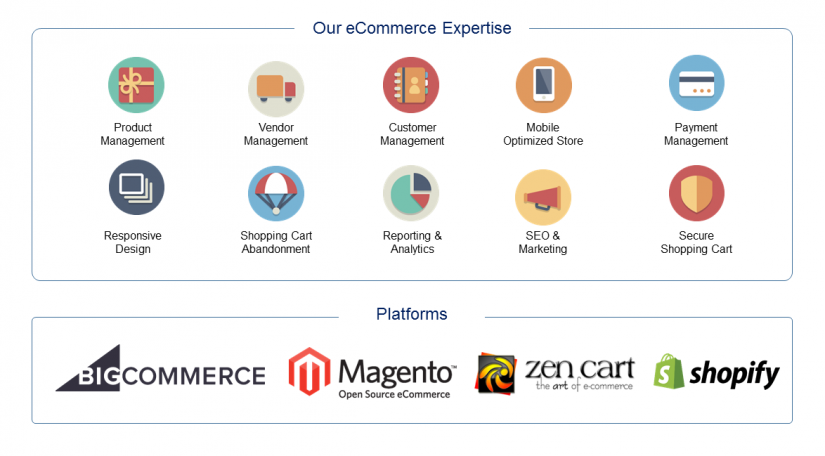 Our eCommerce Expertise
Product
Management
Vendor
Management
Customer
Management
Mobile
Optimized Store
Payment
Management
Responsive
Design
Shopping Cart
Abandonment
Reporting &
Analytics
SEO &
Marketing
Secure
Shopping Cart
Platforms
BIGCOMMERCE
Magento™
Open Source eCommerce
zen cart
the art of e-commerce
S shopify